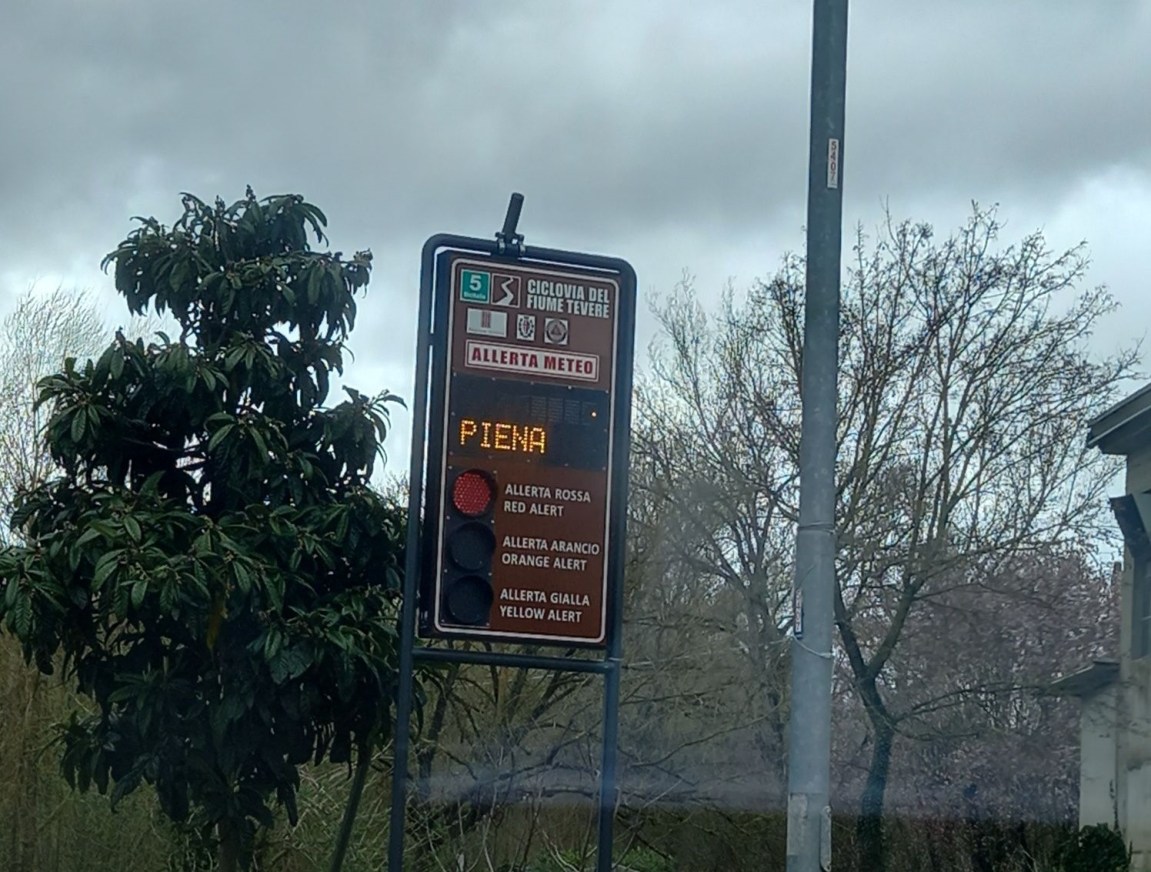 5
Bicitalia
CICLOVIA DEL
FIUME TEVERE
ALLERTA METEO
PIENA
ALLERTA ROSSA
RED ALERT
ALLERTA ARANCIO
ORANGE ALERT
ALLERTA GIALLA
YELLOW ALERT
5407